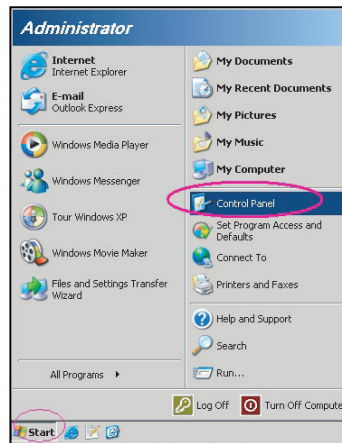 Administrator
Internet
Internet Explorer
E-mail
Outlook Express
Windows Media Player
Windows Messenger
Tour Windows XP
Windows Movie Maker
Files and Settings Transfer
Wizard
All Programs
My Documents
My Recent Documents
My Pictures
My Music
My Computer
Control Panel
Set Program Access and
Defaults
Connect To
Printers and Faxes
Help and Support
Search
Run...
Log Off
Turn Off Compute
Start